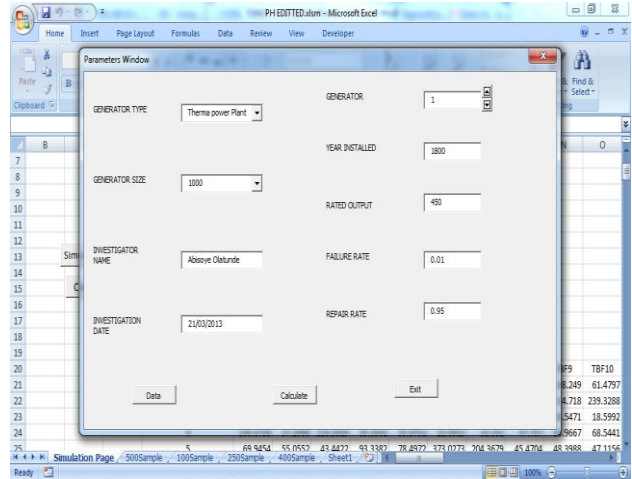 PH EDITTED.xlsm - Microsoft Excel
Home Insert Page Layout Formulas Data Review View Developer
Paste
Clipboard
Find &
Select
Parameters Window
GENERATOR TYPE Therma power Plant
GENERATOR 1
YEAR INSTALLED 1800
GENERATOR SIZE 1000
RATED OUTPUT 450
INVESTIGATOR
NAME Abisoye Olatunde
FAILURE RATE 0.01
INVESTIGATION
DATE 21/03/2013
REPAIR RATE 0.95
Data Calculate Exit
B N O
7
8
9
10
11
12
13
14
15
16
17
18
19
20 TBF10
21 61.4797
22 239.3288
23 18.5992
24 68.5441
25 5 69.9454 55.0552 43.4422 93.3382 78.4972 373.0273 204.3679 45.4704 48.3988 47.1156
Simulation Page 500Sample 100Sample 250Sample 400Sample Sheet1
Ready 100%